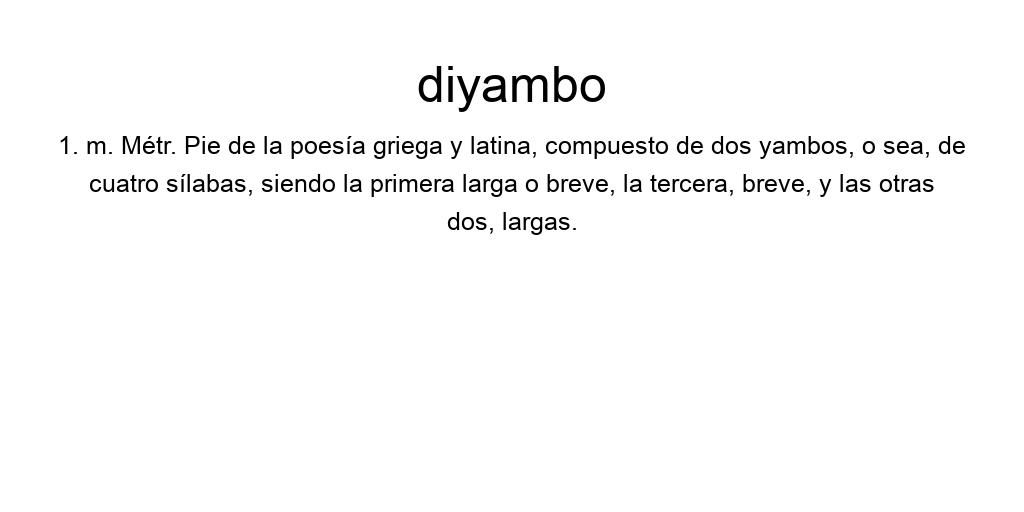 diyambo
1. m. Métr. Pie de la poesía griega y latina, compuesto de dos yambos, o sea, de
cuatro sílabas, siendo la primera larga o breve, la tercera, breve, y las otras
dos, largas.